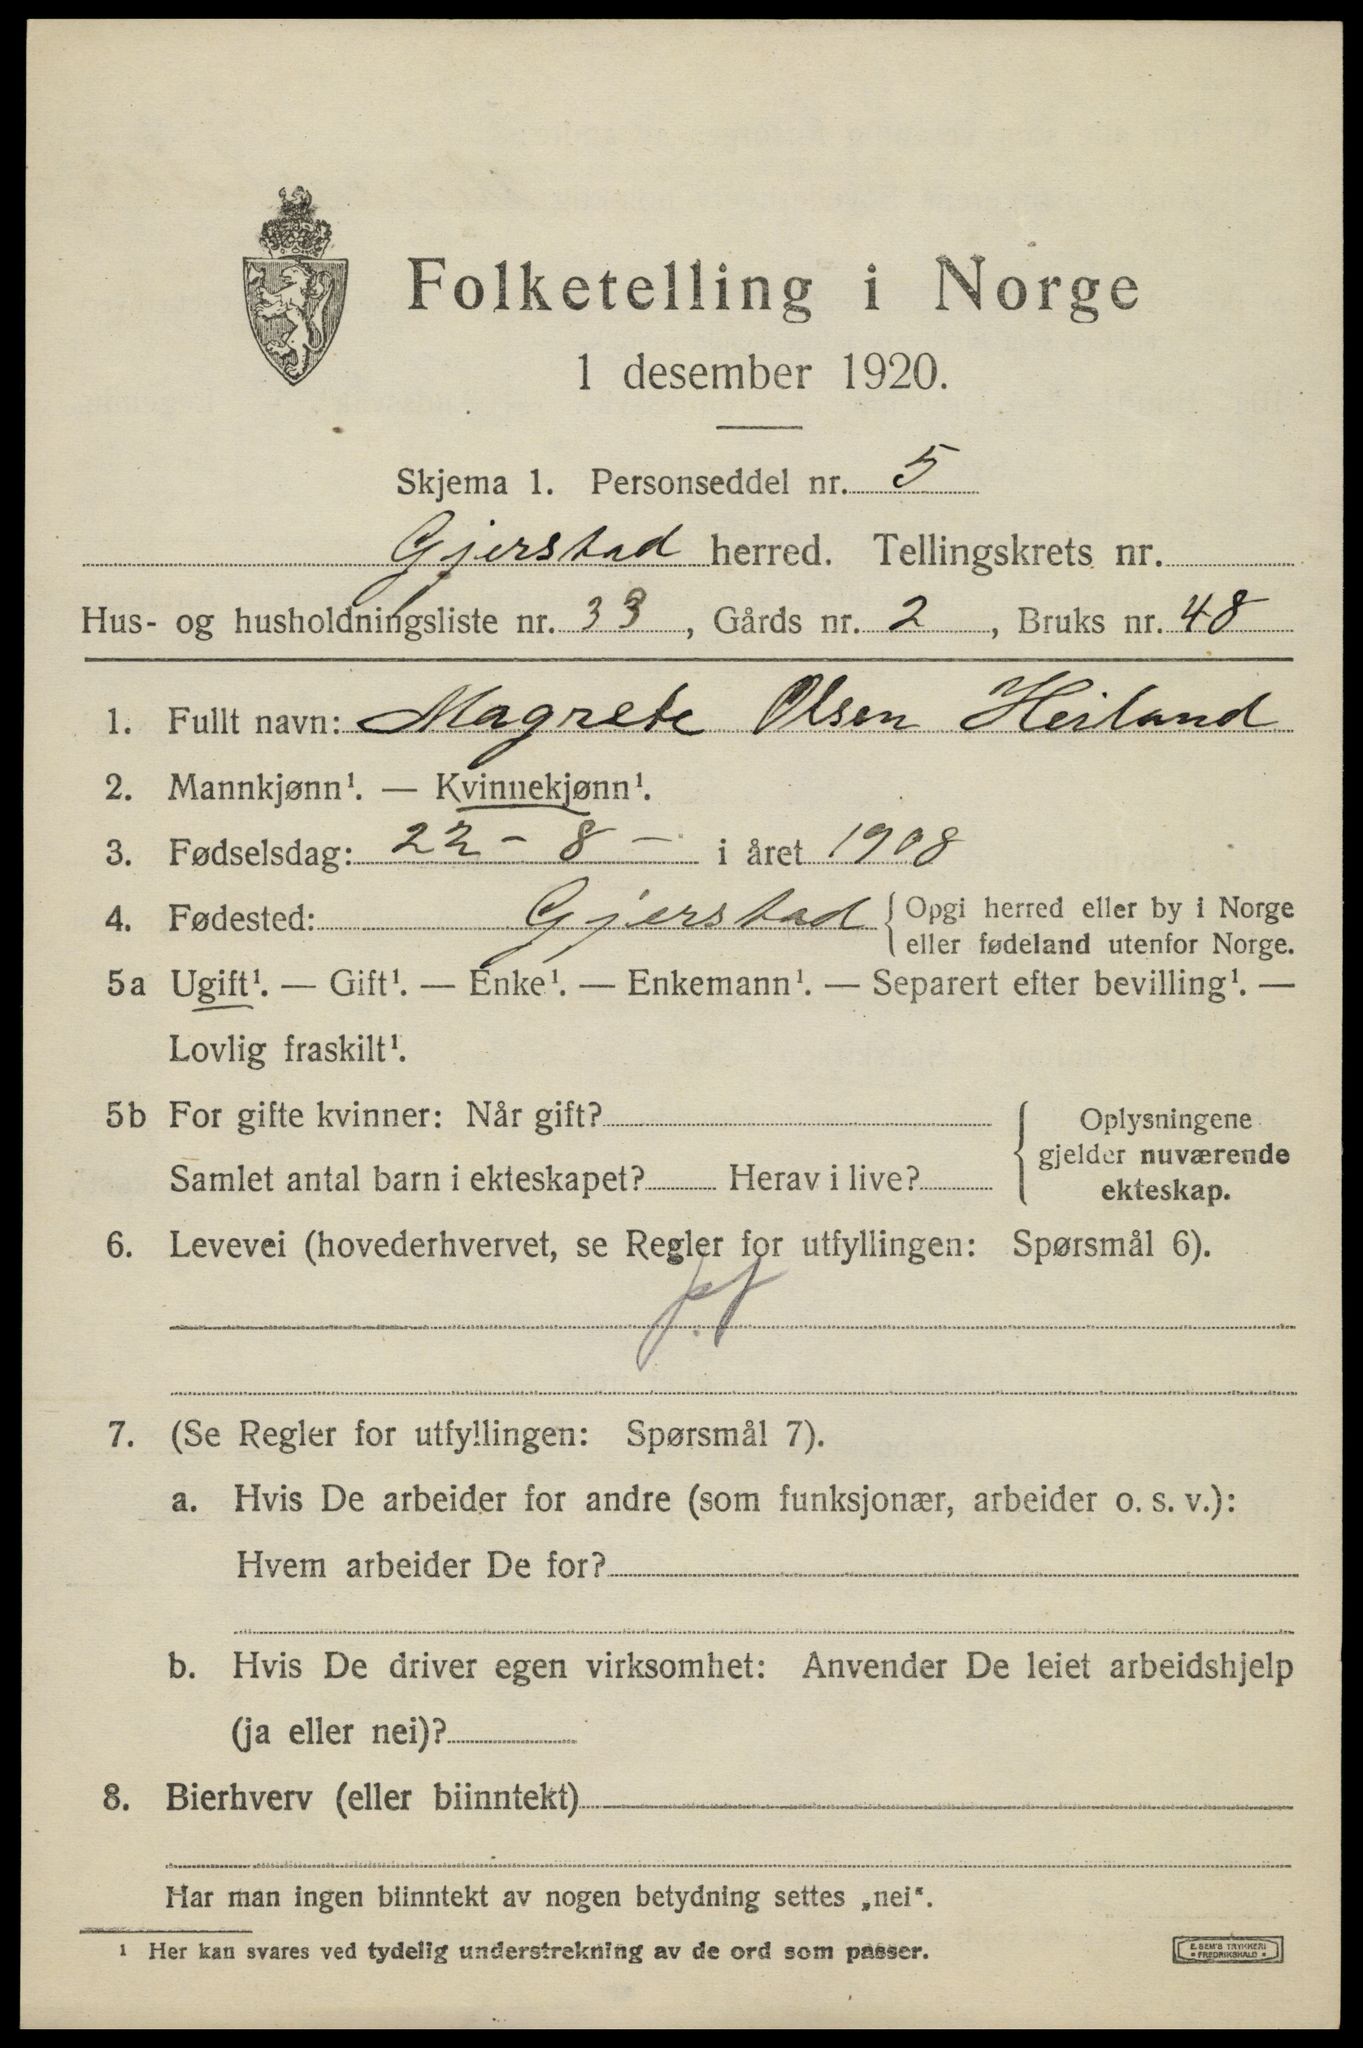 Folketelling i Norge
1 desember 1920.
Skjema 1. Personseddel nr. 5
Gjerstad herred. Tellingskrets nr.
Hus- og husholdningsliste nr. 33, Gårds nr. 2, Bruks nr. 48
1. Fullt navn: Magrete Olsen Heiland
2. Mannkjønn¹. — Kvinnekjønn¹.
3. Fødselsdag: 22 - 8 - i året 1908
4. Fødested: Gjerstad { Opgi herred eller by i Norge
eller fødeland utenfor Norge.
5a Ugift¹. — Gift¹. — Enke¹. — Enkemann¹. — Separert efter bevilling¹. —
Lovlig fraskilt¹.
5b For gifte kvinner: Når gift?
Samlet antal barn i ekteskapet? Herav i live?
{ Oplysningene
gjelder nuværende
ekteskap.
6. Levevei (hovederhvervet, se Regler for utfyllingen: Spørsmål 6).
7. (Se Regler for utfyllingen: Spørsmål 7).
a. Hvis De arbeider for andre (som funksjonær, arbeider o. s. v.):
Hvem arbeider De for?
b. Hvis De driver egen virksomhet: Anvender De leiet arbeidshjelp
(ja eller nei)?
8. Bierhverv (eller biinntekt)
Har man ingen biinntekt av nogen betydning settes „nei“.
¹ Her kan svares ved tydelig understrekning av de ord som passer.
E. SEM'S TRYKKERI
• FREDRIKSHALD •